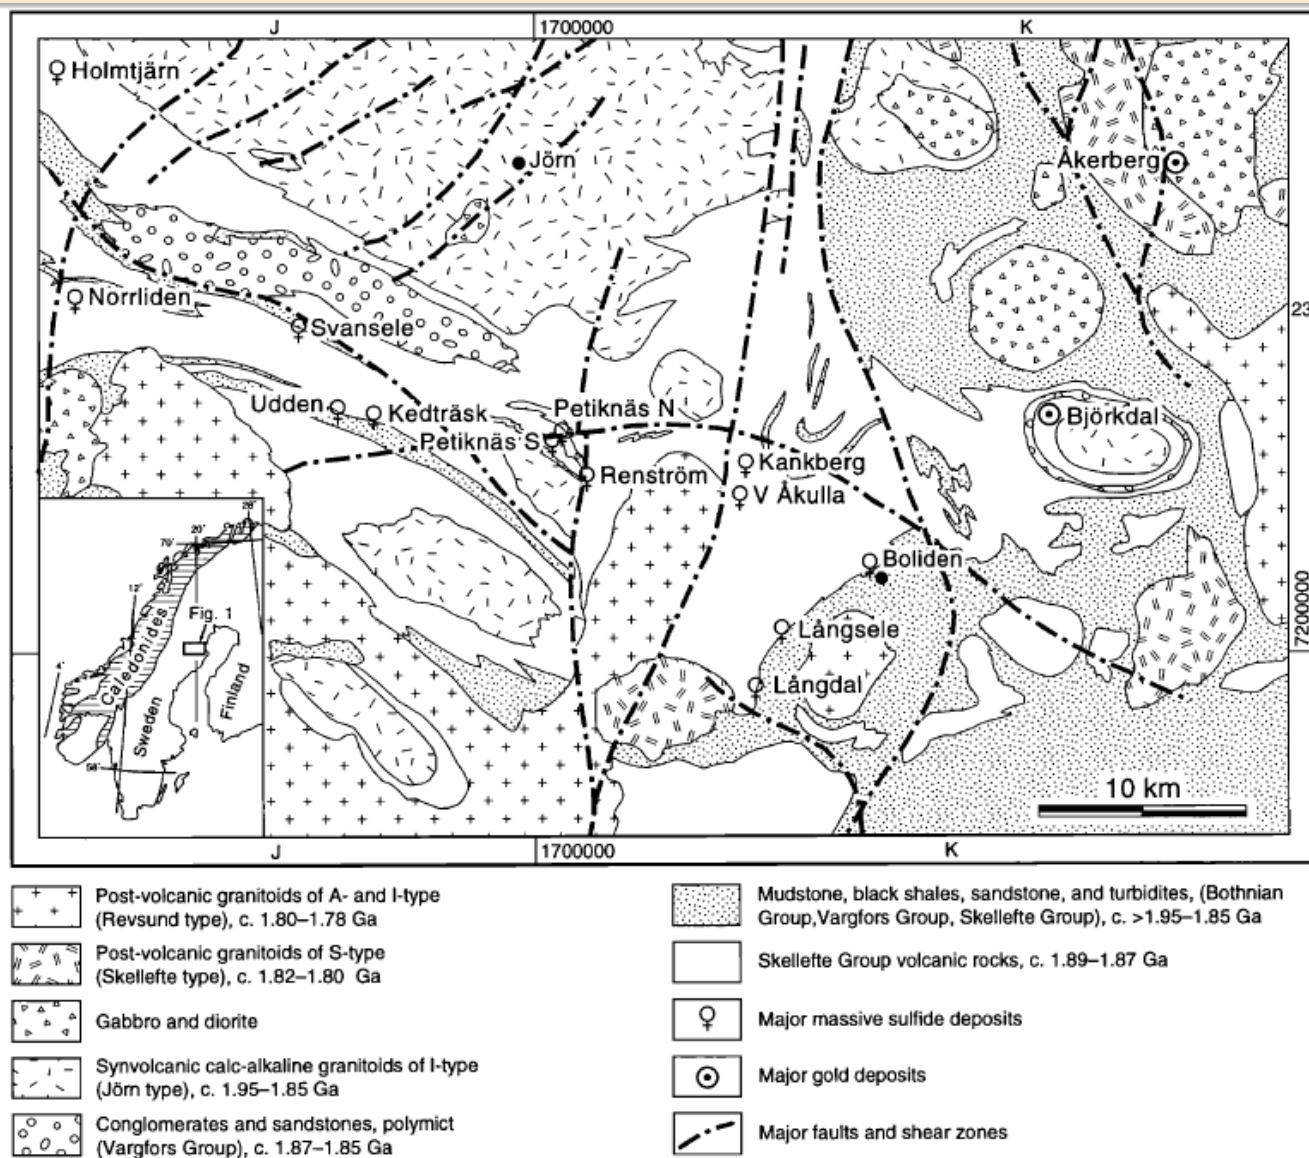 J
1700000
K
Holmtjärn
Jörn
Åkerberg
Norrliden
Svansele
23
Udden
Kedträsk
Petiknäs N
Petiknäs S
Björkdal
Renström
Kankberg
V Åkulla
Boliden
Långsele
Långdal
7200000
28°
20°
70°
12°
Fig. 1
4°
Caledonides
Sweden
Finland
56°
10 km
J
1700000
K
Post-volcanic granitoids of A- and I-type
(Revsund type), c. 1.80–1.78 Ga
Post-volcanic granitoids of S-type
(Skellefte type), c. 1.82–1.80 Ga
Gabbro and diorite
Synvolcanic calc-alkaline granitoids of I-type
(Jörn type), c. 1.95–1.85 Ga
Conglomerates and sandstones, polymict
(Vargfors Group), c. 1.87–1.85 Ga
Mudstone, black shales, sandstone, and turbidites, (Bothnian
Group,Vargfors Group, Skellefte Group), c. >1.95–1.85 Ga
Skellefte Group volcanic rocks, c. 1.89–1.87 Ga
Major massive sulfide deposits
Major gold deposits
Major faults and shear zones